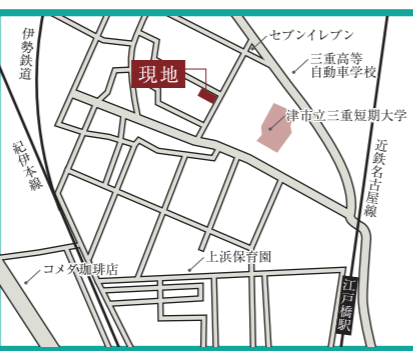 伊勢鉄道
セブンイレブン
三重高等
自動車学校
現地
津市立三重短期大学
紀伊本線
近鉄名古屋線
上浜保育園
コメダ珈琲店
江戸橋駅